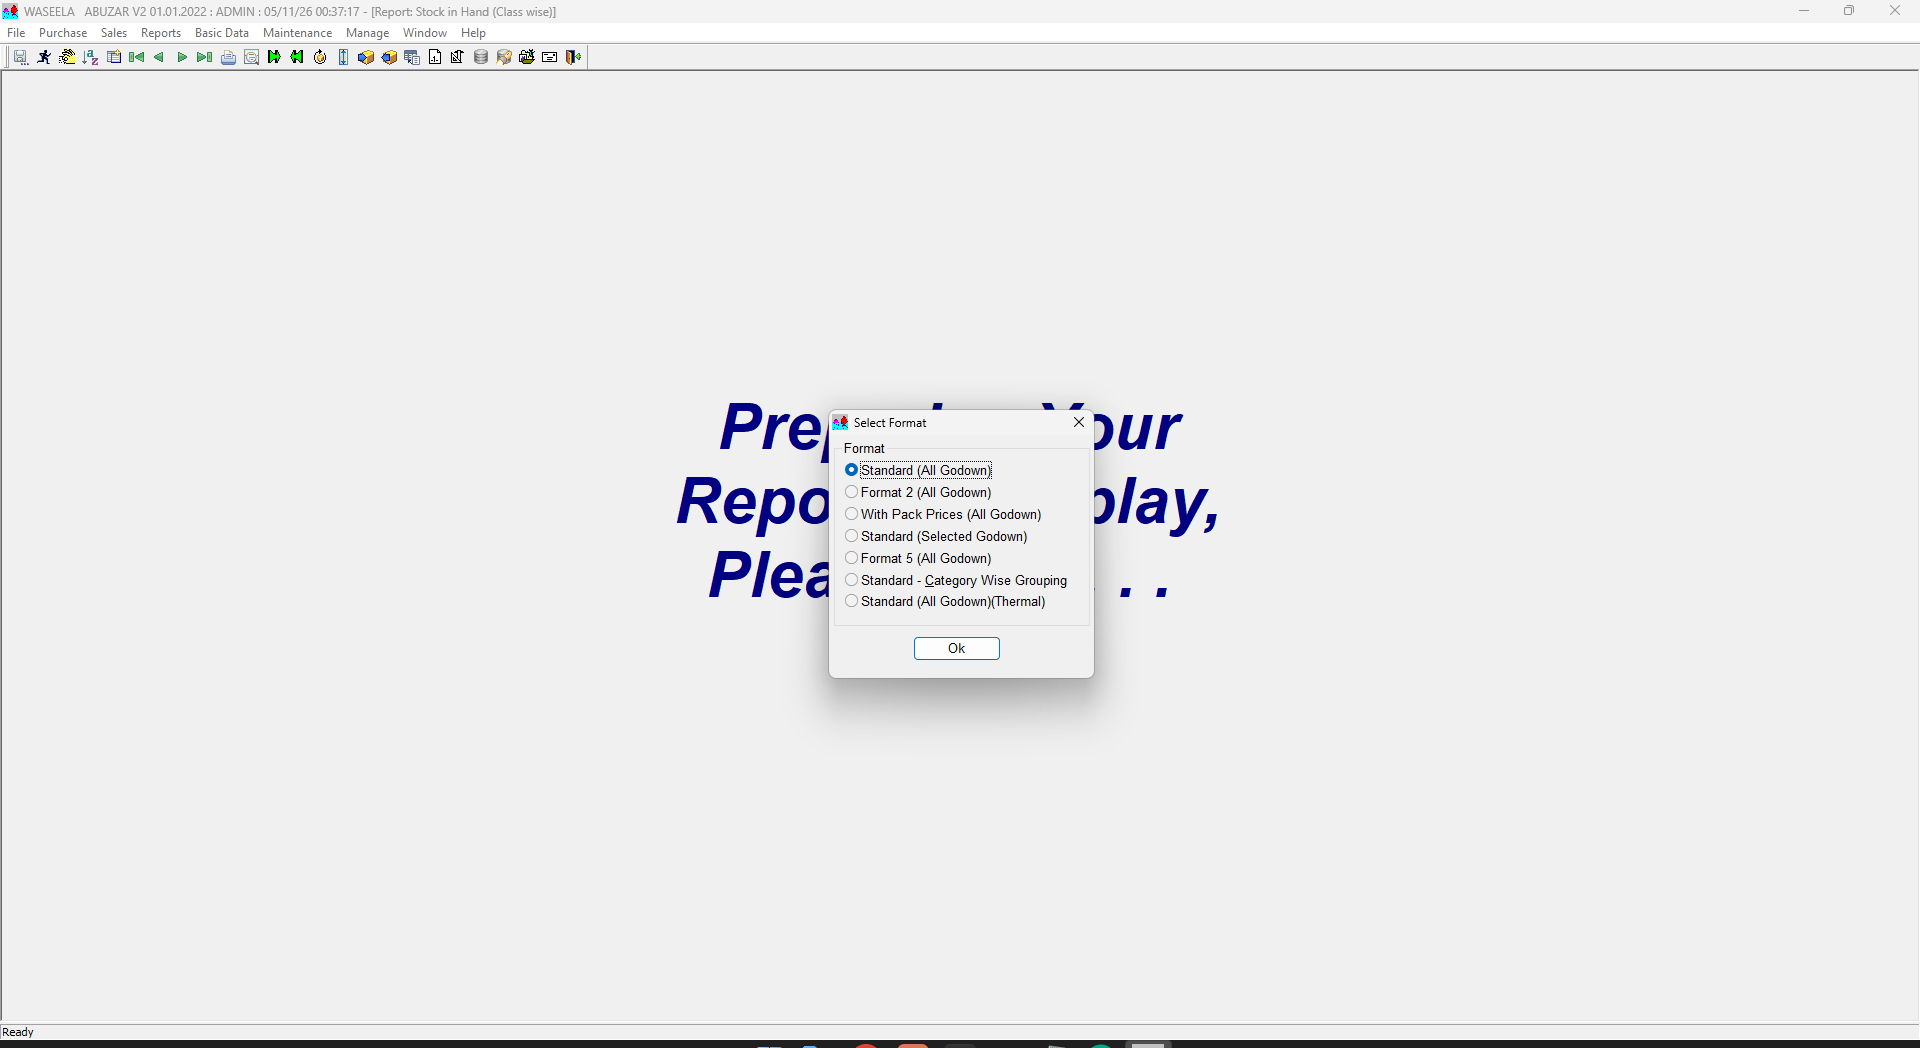 WASEELA ABUZAR V2 01.01.2022 : ADMIN : 05/11/26 00:37:17 - [Report: Stock in Hand (Class wise)]
File Purchase Sales Reports Basic Data Maintenance Manage Window Help
Your
play,
. . .
Select Format
Format
Standard (All Godown)
Format 2 (All Godown)
With Pack Prices (All Godown)
Standard (Selected Godown)
Format 5 (All Godown)
Standard - Category Wise Grouping
Standard (All Godown)(Thermal)
Ok
Ready